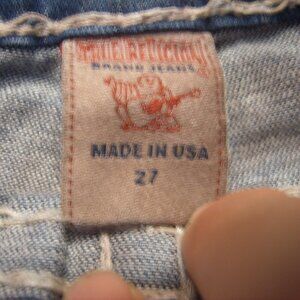 TRUE RELIGION
BRAND JEANS
MADE IN USA
27